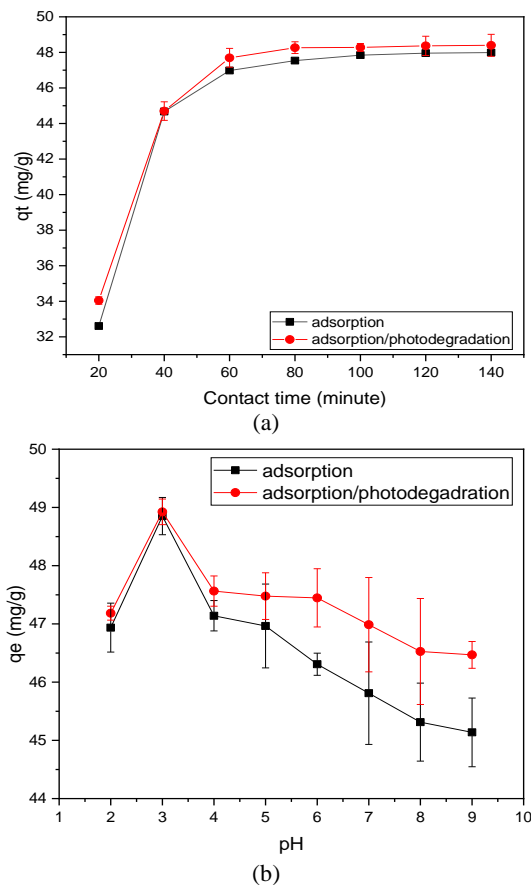 50
48
46
44
42
40
38
36
34
32
qt (mg/g)
adsorption
adsorption/photodegradation
20 40 60 80 100 120 140
Contact time (minute)
(a)
50
49
48
47
46
45
44
qe (mg/g)
adsorption
adsorption/photodegadration
1 2 3 4 5 6 7 8 9 10
pH
(b)